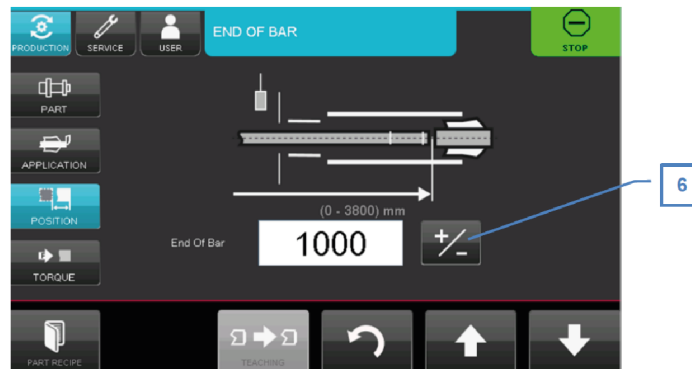 PRODUCTION
SERVICE
USER
END OF BAR
STOP
PART
APPLICATION
POSITION
TORQUE
(0 - 3800) mm
End Of Bar
1000
+/-
6
PART RECIPE
TEACHING